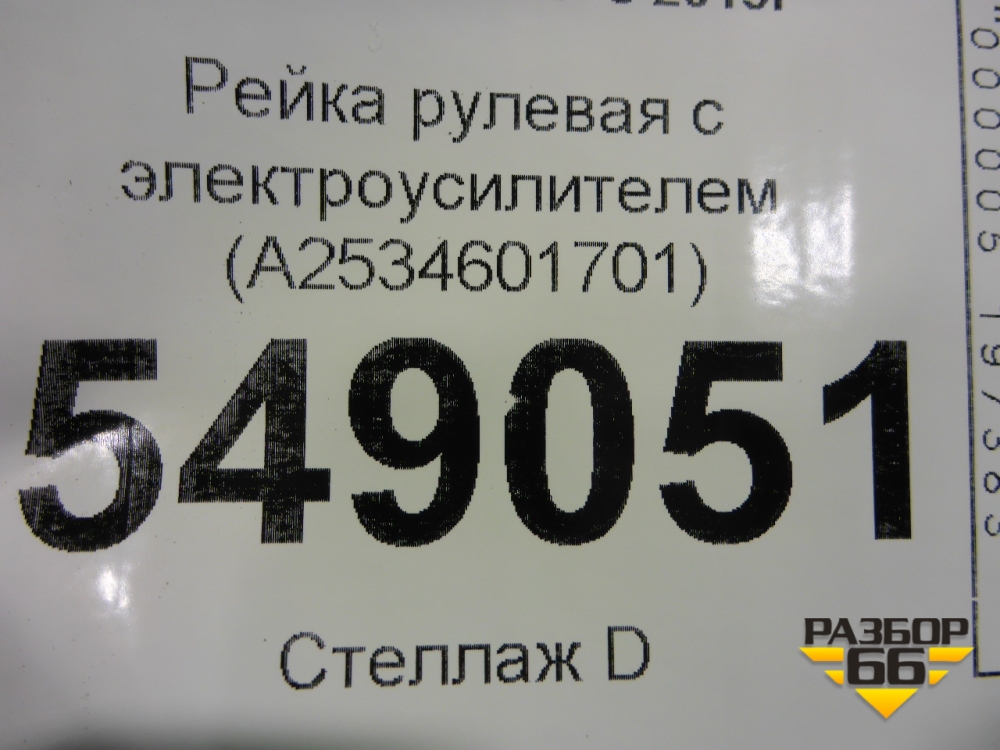 Рейка рулевая с
электроусилителем
(A2534601701)
549051
Стеллаж D
РАЗБОР
66